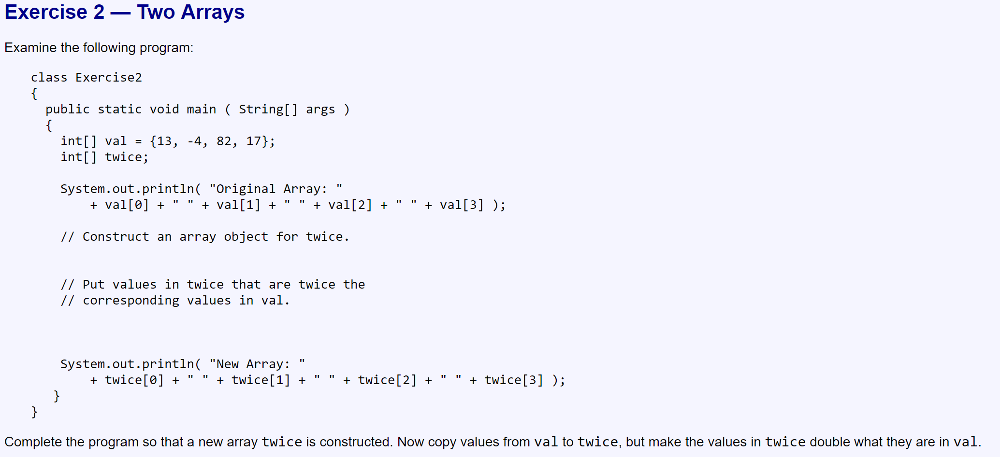 Exercise 2 — Two Arrays
Examine the following program:
class Exercise2
{
  public static void main ( String[] args )
  {
    int[] val = {13, -4, 82, 17};
    int[] twice;
    System.out.println( "Original Array: "
        + val[0] + " " + val[1] + " " + val[2] + " " + val[3] );
    // Construct an array object for twice.
    // Put values in twice that are twice the
    // corresponding values in val.
    System.out.println( "New Array: "
        + twice[0] + " " + twice[1] + " " + twice[2] + " " + twice[3] );
   }
}
Complete the program so that a new array twice is constructed. Now copy values from val to twice, but make the values in twice double what they are in val.